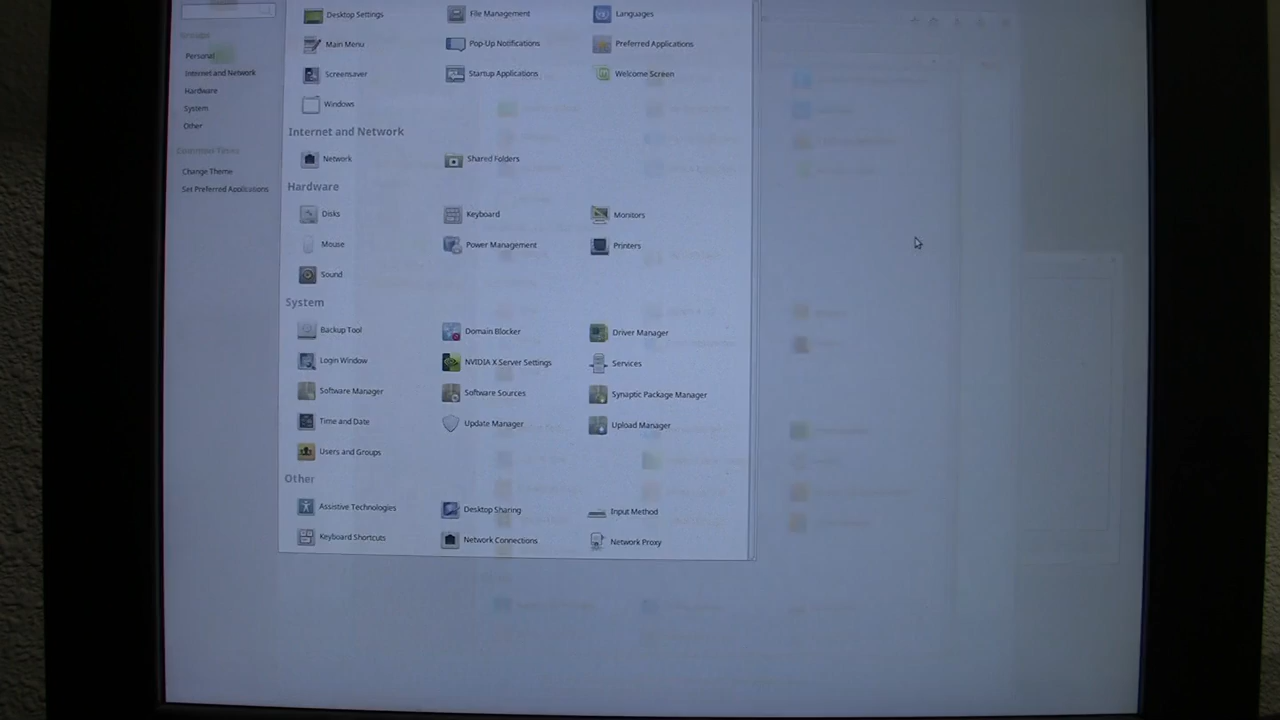 Desktop Settings File Management Languages
Groups
Personal
Main Menu Pop-Up Notifications Preferred Applications
Internet and Network
Screensaver Startup Applications Welcome Screen
Hardware
System
Windows
Other
Internet and Network
Common Tasks
Network Shared Folders
Change Theme
Hardware
Set Preferred Applications
Disks Keyboard Monitors
Mouse Power Management Printers
Sound
System
Backup Tool Domain Blocker Driver Manager
Login Window NVIDIA X Server Settings Services
Software Manager Software Sources Synaptic Package Manager
Time and Date Update Manager Upload Manager
Users and Groups
Other
Assistive Technologies Desktop Sharing Input Method
Keyboard Shortcuts Network Connections Network Proxy